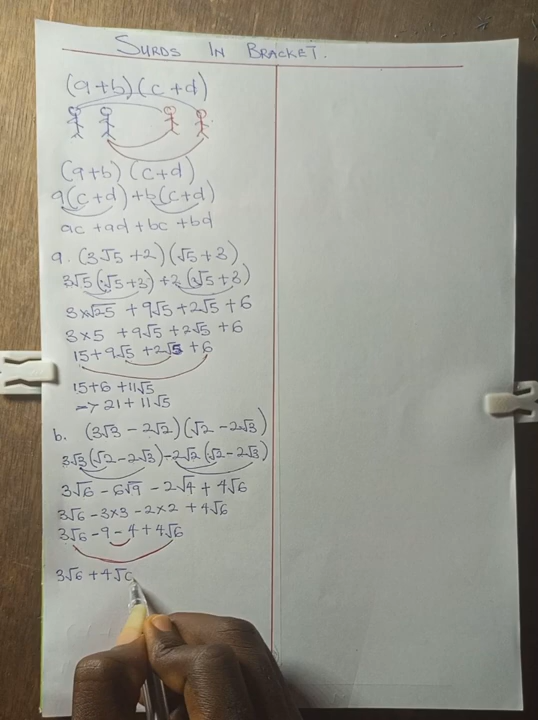 SURDS IN BRACKET.
(a+b)(c+d)
(a+b) (c+d)
a(c+d)+b(c+d)
ac+ad+bc+bd
a. (3√5+2)(√5+3)
3√5(√5+3)+2(√5+3)
3×√25 + 9√5 + 2√5 + 6
3×5 + 9√5 + 2√5 + 6
15+9√5 +2√5 +6
15+6+11√5
=> 21+11√5
b. (3√3 - 2√2)(√2 - 2√3)
3√3(√2-2√3)-2√2(√2-2√3)
3√6 - 6√9 - 2√4 + 4√6
3√6 - 3×3 - 2×2 + 4√6
3√6 - 9 - 4 + 4√6
3√6 + 4√6